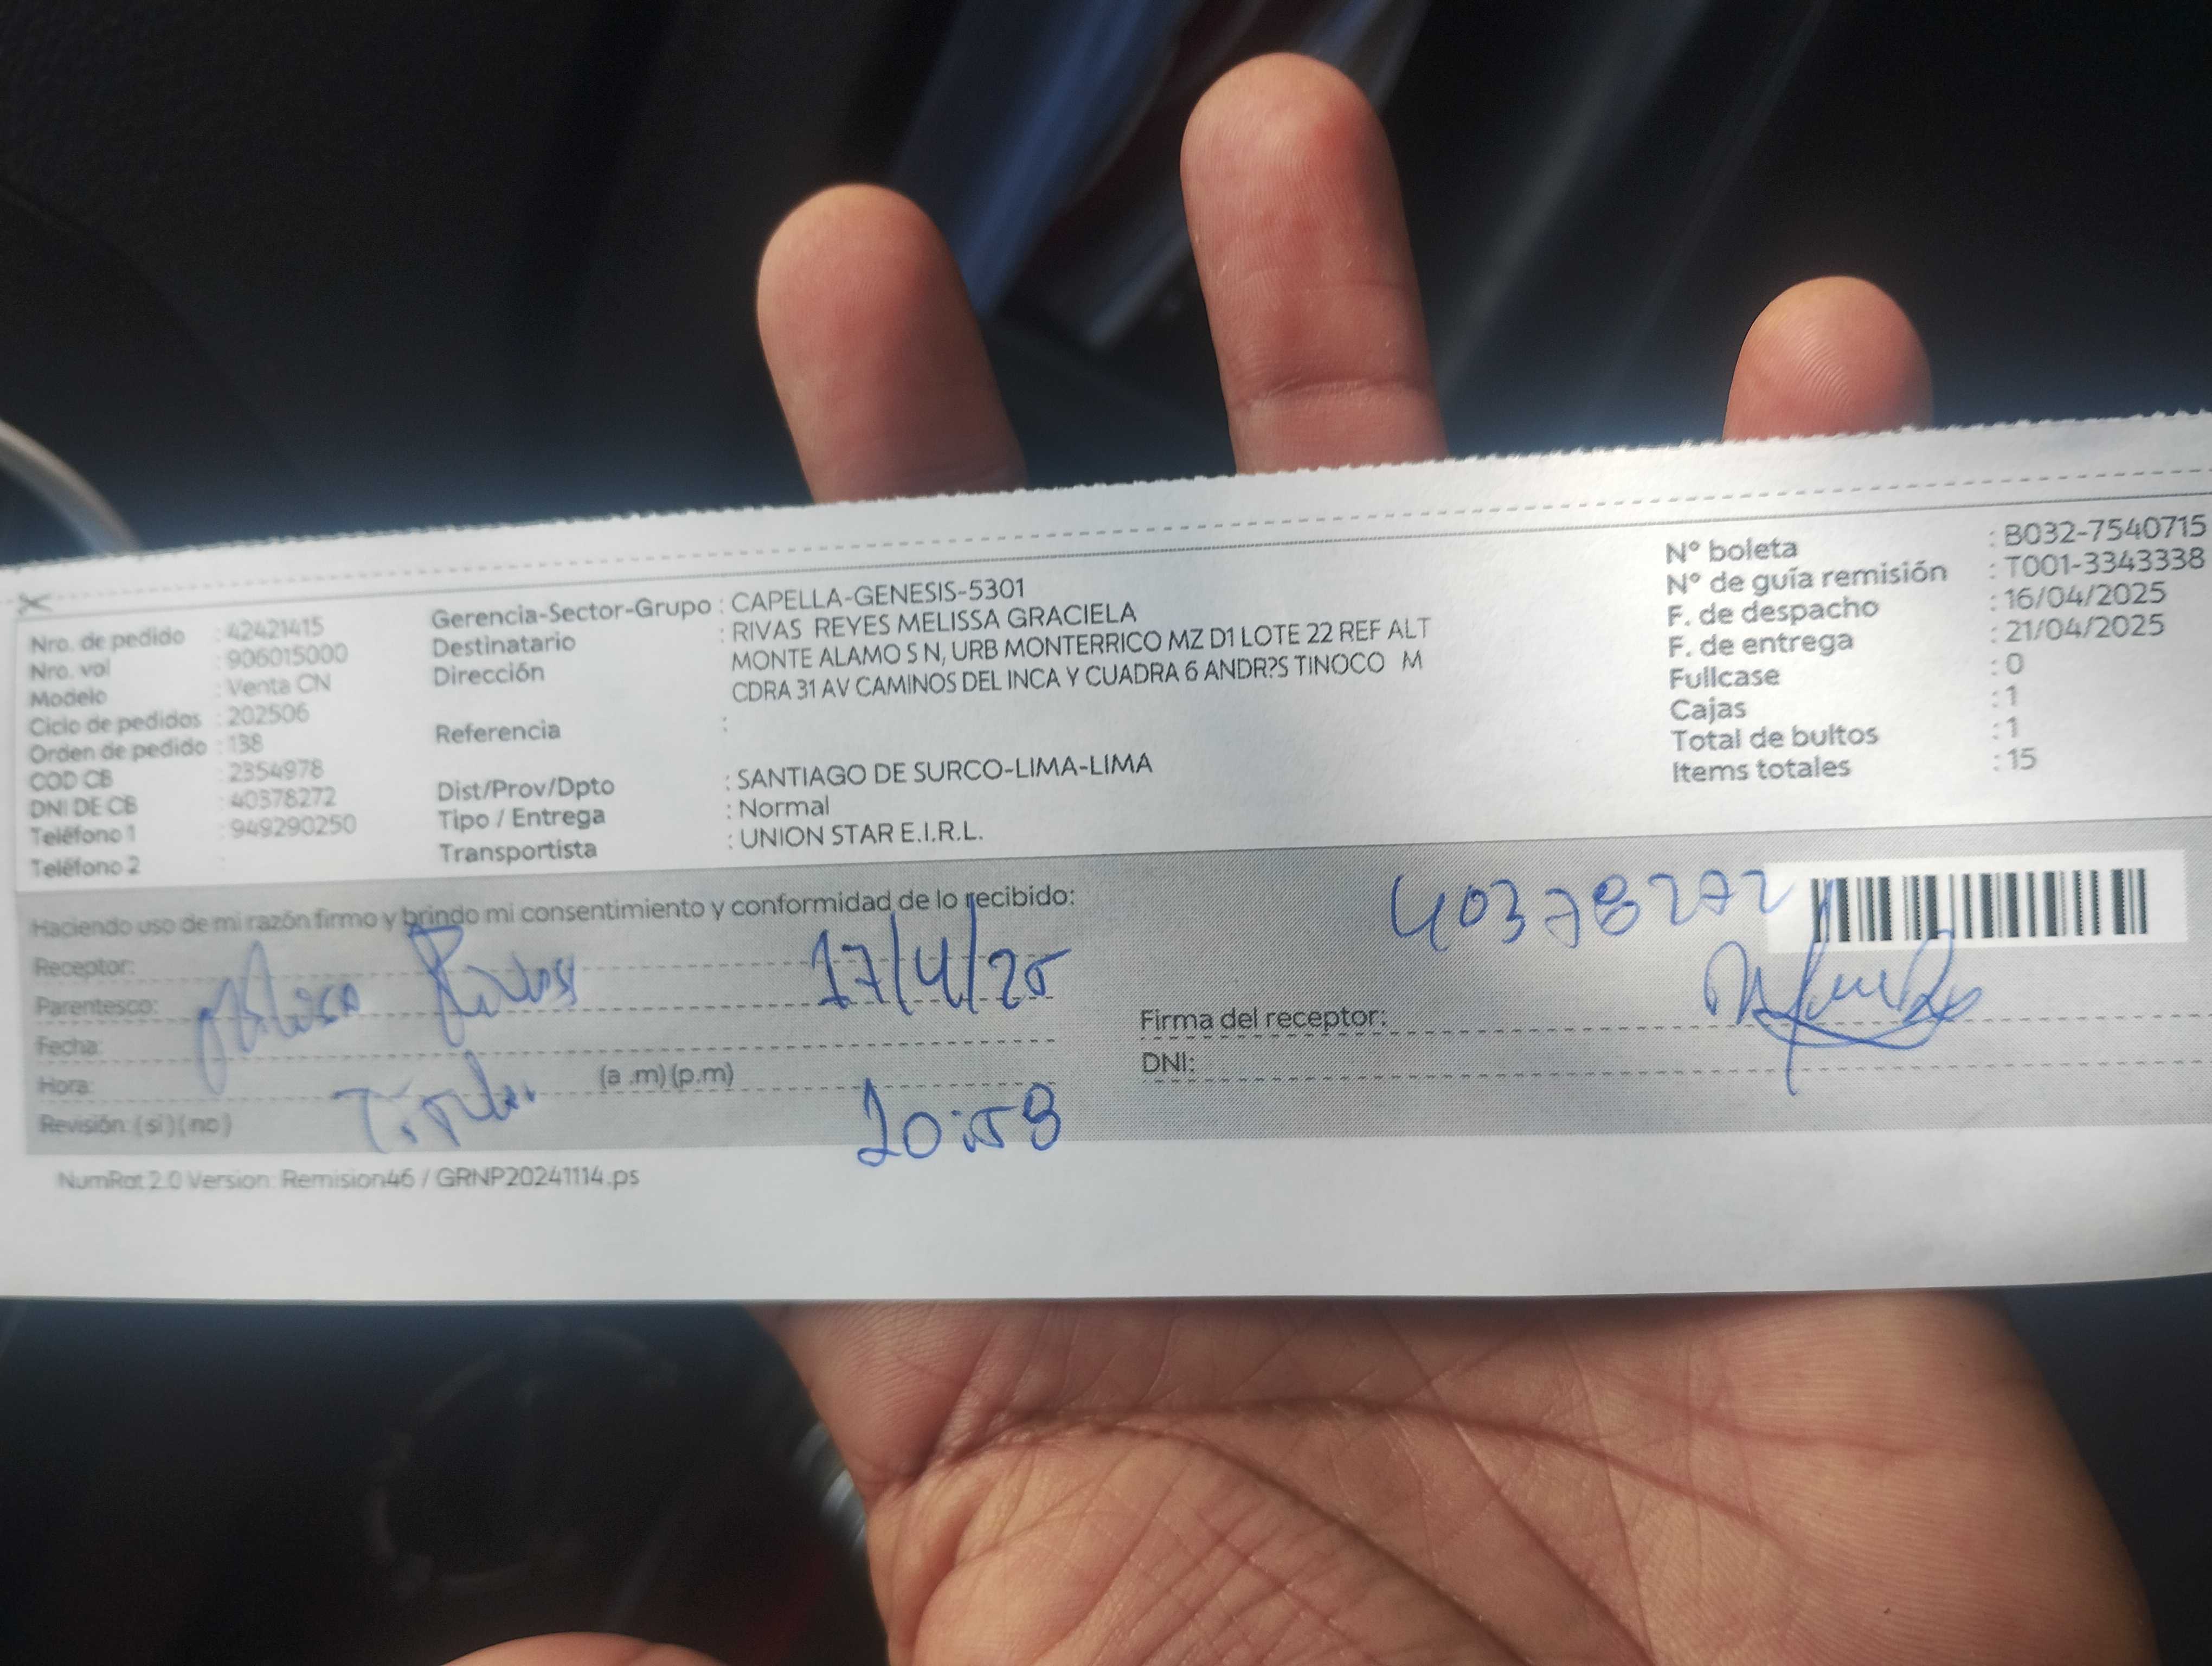 Nro. de pedido : 42421415
Nro. vol : 906015000
Modelo : Venta CN
Ciclo de pedidos : 202506
Orden de pedido : 138
COD CB : 2354978
DNI DE CB : 40378272
Teléfono 1 : 949290250
Teléfono 2 :
Gerencia-Sector-Grupo : CAPELLA-GENESIS-5301
Destinatario : RIVAS REYES MELISSA GRACIELA
Dirección MONTE ALAMO S N, URB MONTERRICO MZ D1 LOTE 22 REF ALT
CDRA 31 AV CAMINOS DEL INCA Y CUADRA 6 ANDR?S TINOCO M
Referencia :
Dist/Prov/Dpto : SANTIAGO DE SURCO-LIMA-LIMA
Tipo / Entrega : Normal
Transportista : UNION STAR E.I.R.L.
N° boleta : B032-7540715
N° de guía remisión : T001-3343338
F. de despacho : 16/04/2025
F. de entrega : 21/04/2025
Fullcase : 0
Cajas : 1
Total de bultos : 1
Items totales : 15
Haciendo uso de mi razón firmo y brindo mi consentimiento y conformidad de lo recibido:
Receptor:
Parentesco: Rivas 17/4/25
Fecha:
Hora: (a .m) (p.m)
Revisión: (si) (no) 20:58
40378272
Firma del receptor:
DNI:
NumRot 2.0 Version: Remision46 / GRNP20241114.ps